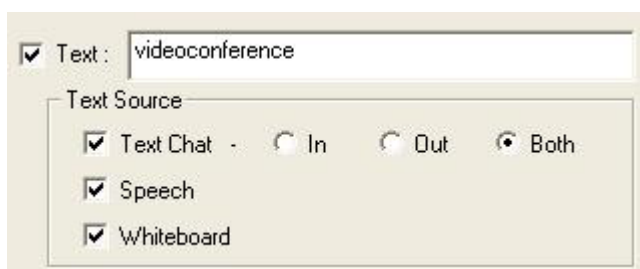 Text : videoconference
Text Source
Text Chat - In Out Both
Speech
Whiteboard